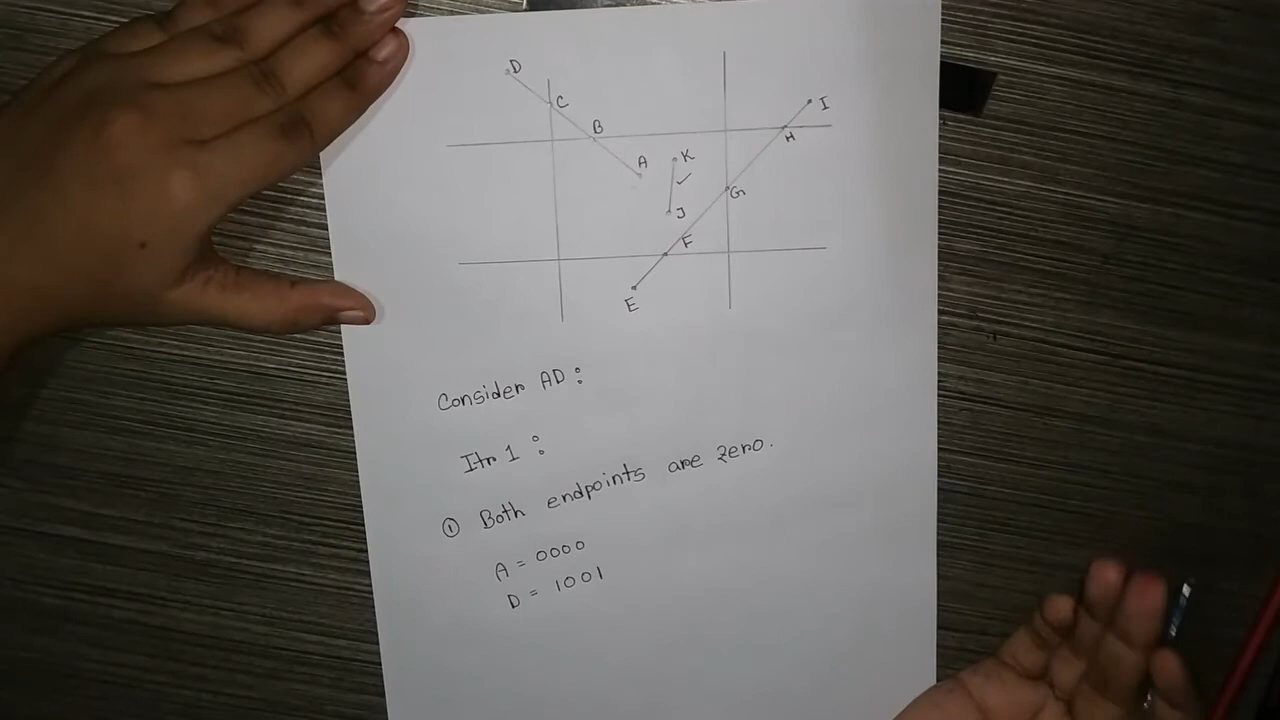 D
C
I
B
H
A
K
G
J
F
E
Consider AD:
Itr 1:
① Both endpoints are zero.
A = 0000
D = 1001